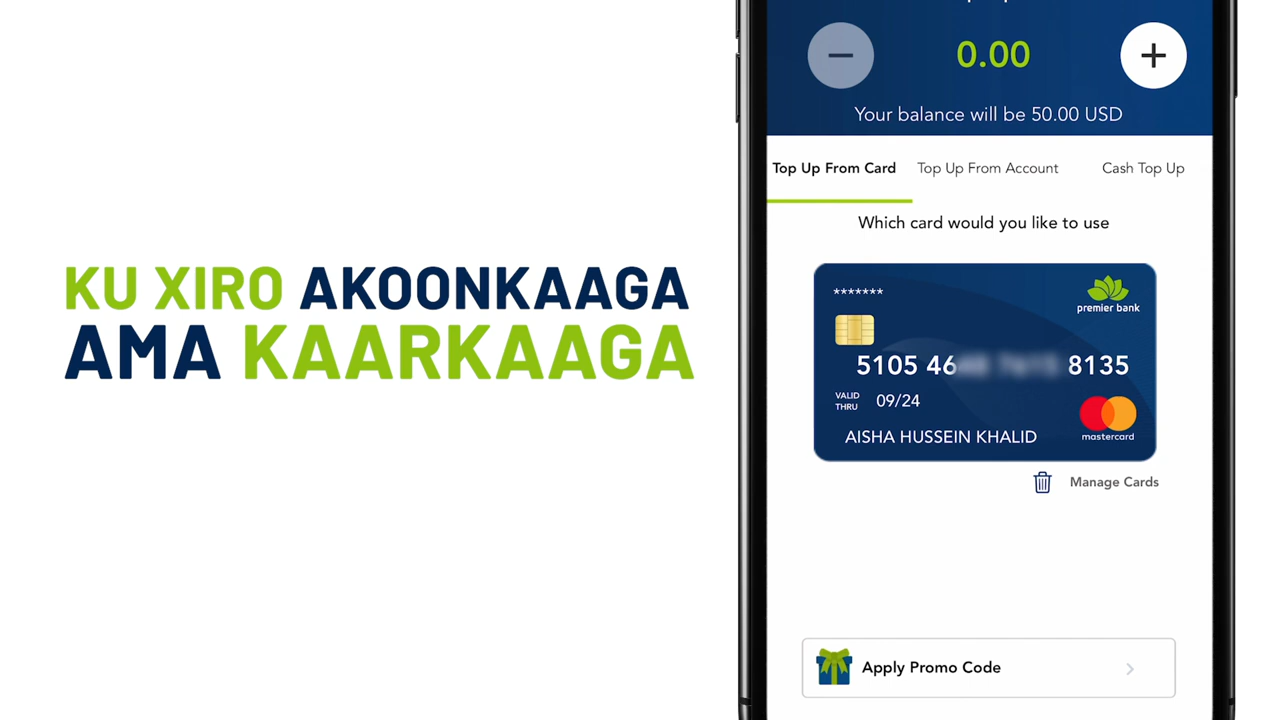 KU XIRO AKOONKAAGA
AMA KAARKAAGA
0.00
Your balance will be 50.00 USD
Top Up From Card
Top Up From Account
Cash Top Up
Which card would you like to use
*******
premier bank
5105 46 8135
VALID THRU 09/24
AISHA HUSSEIN KHALID
mastercard
Manage Cards
Apply Promo Code